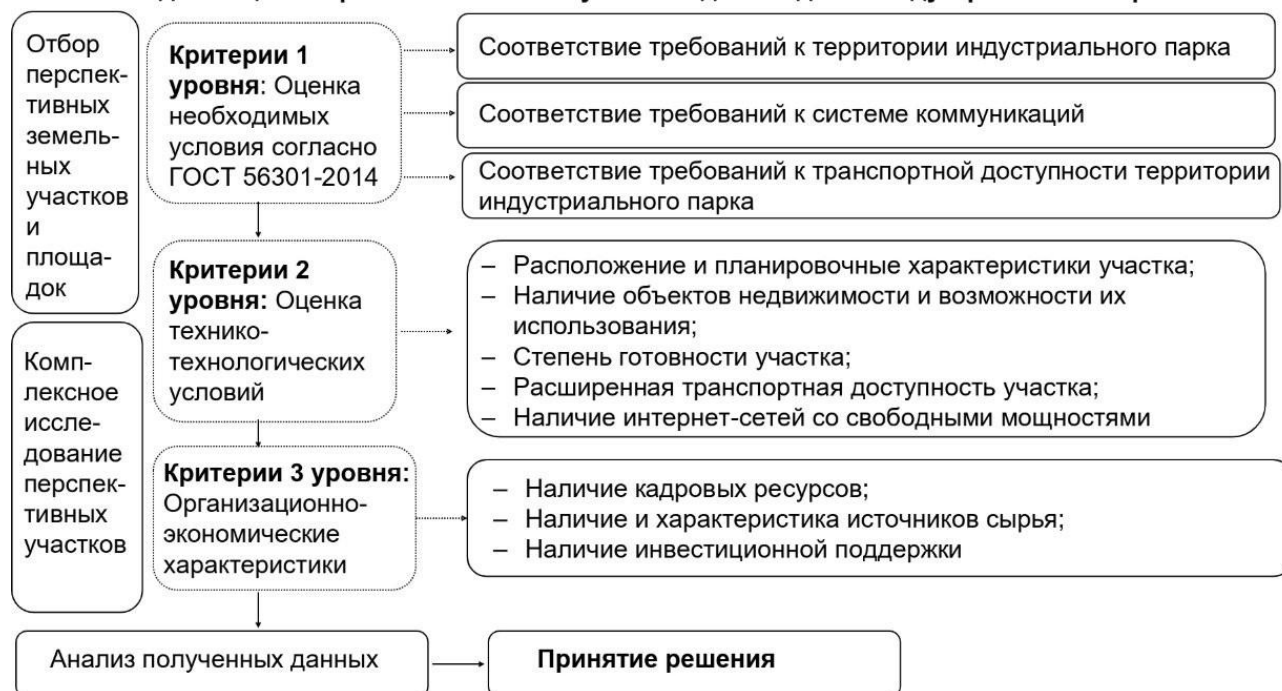 Отбор
перспек-
тивных
земель-
ных
участков
и
площа-
док
Критерии 1
уровня: Оценка
необходимых
условия согласно
ГОСТ 56301-2014
Соответствие требований к территории индустриального парка
Соответствие требований к системе коммуникаций
Соответствие требований к транспортной доступности территории
индустриального парка
Критерии 2
уровня: Оценка
технико-
технологических
условий
– Расположение и планировочные характеристики участка;
– Наличие объектов недвижимости и возможности их
использования;
– Степень готовности участка;
– Расширенная транспортная доступность участка;
– Наличие интернет-сетей со свободными мощностями
Комп-
лексное
иссле-
дование
перспек-
тивных
участков
Критерии 3 уровня:
Организационно-
экономические
характеристики
– Наличие кадровых ресурсов;
– Наличие и характеристика источников сырья;
– Наличие инвестиционной поддержки
Анализ полученных данных
Принятие решения